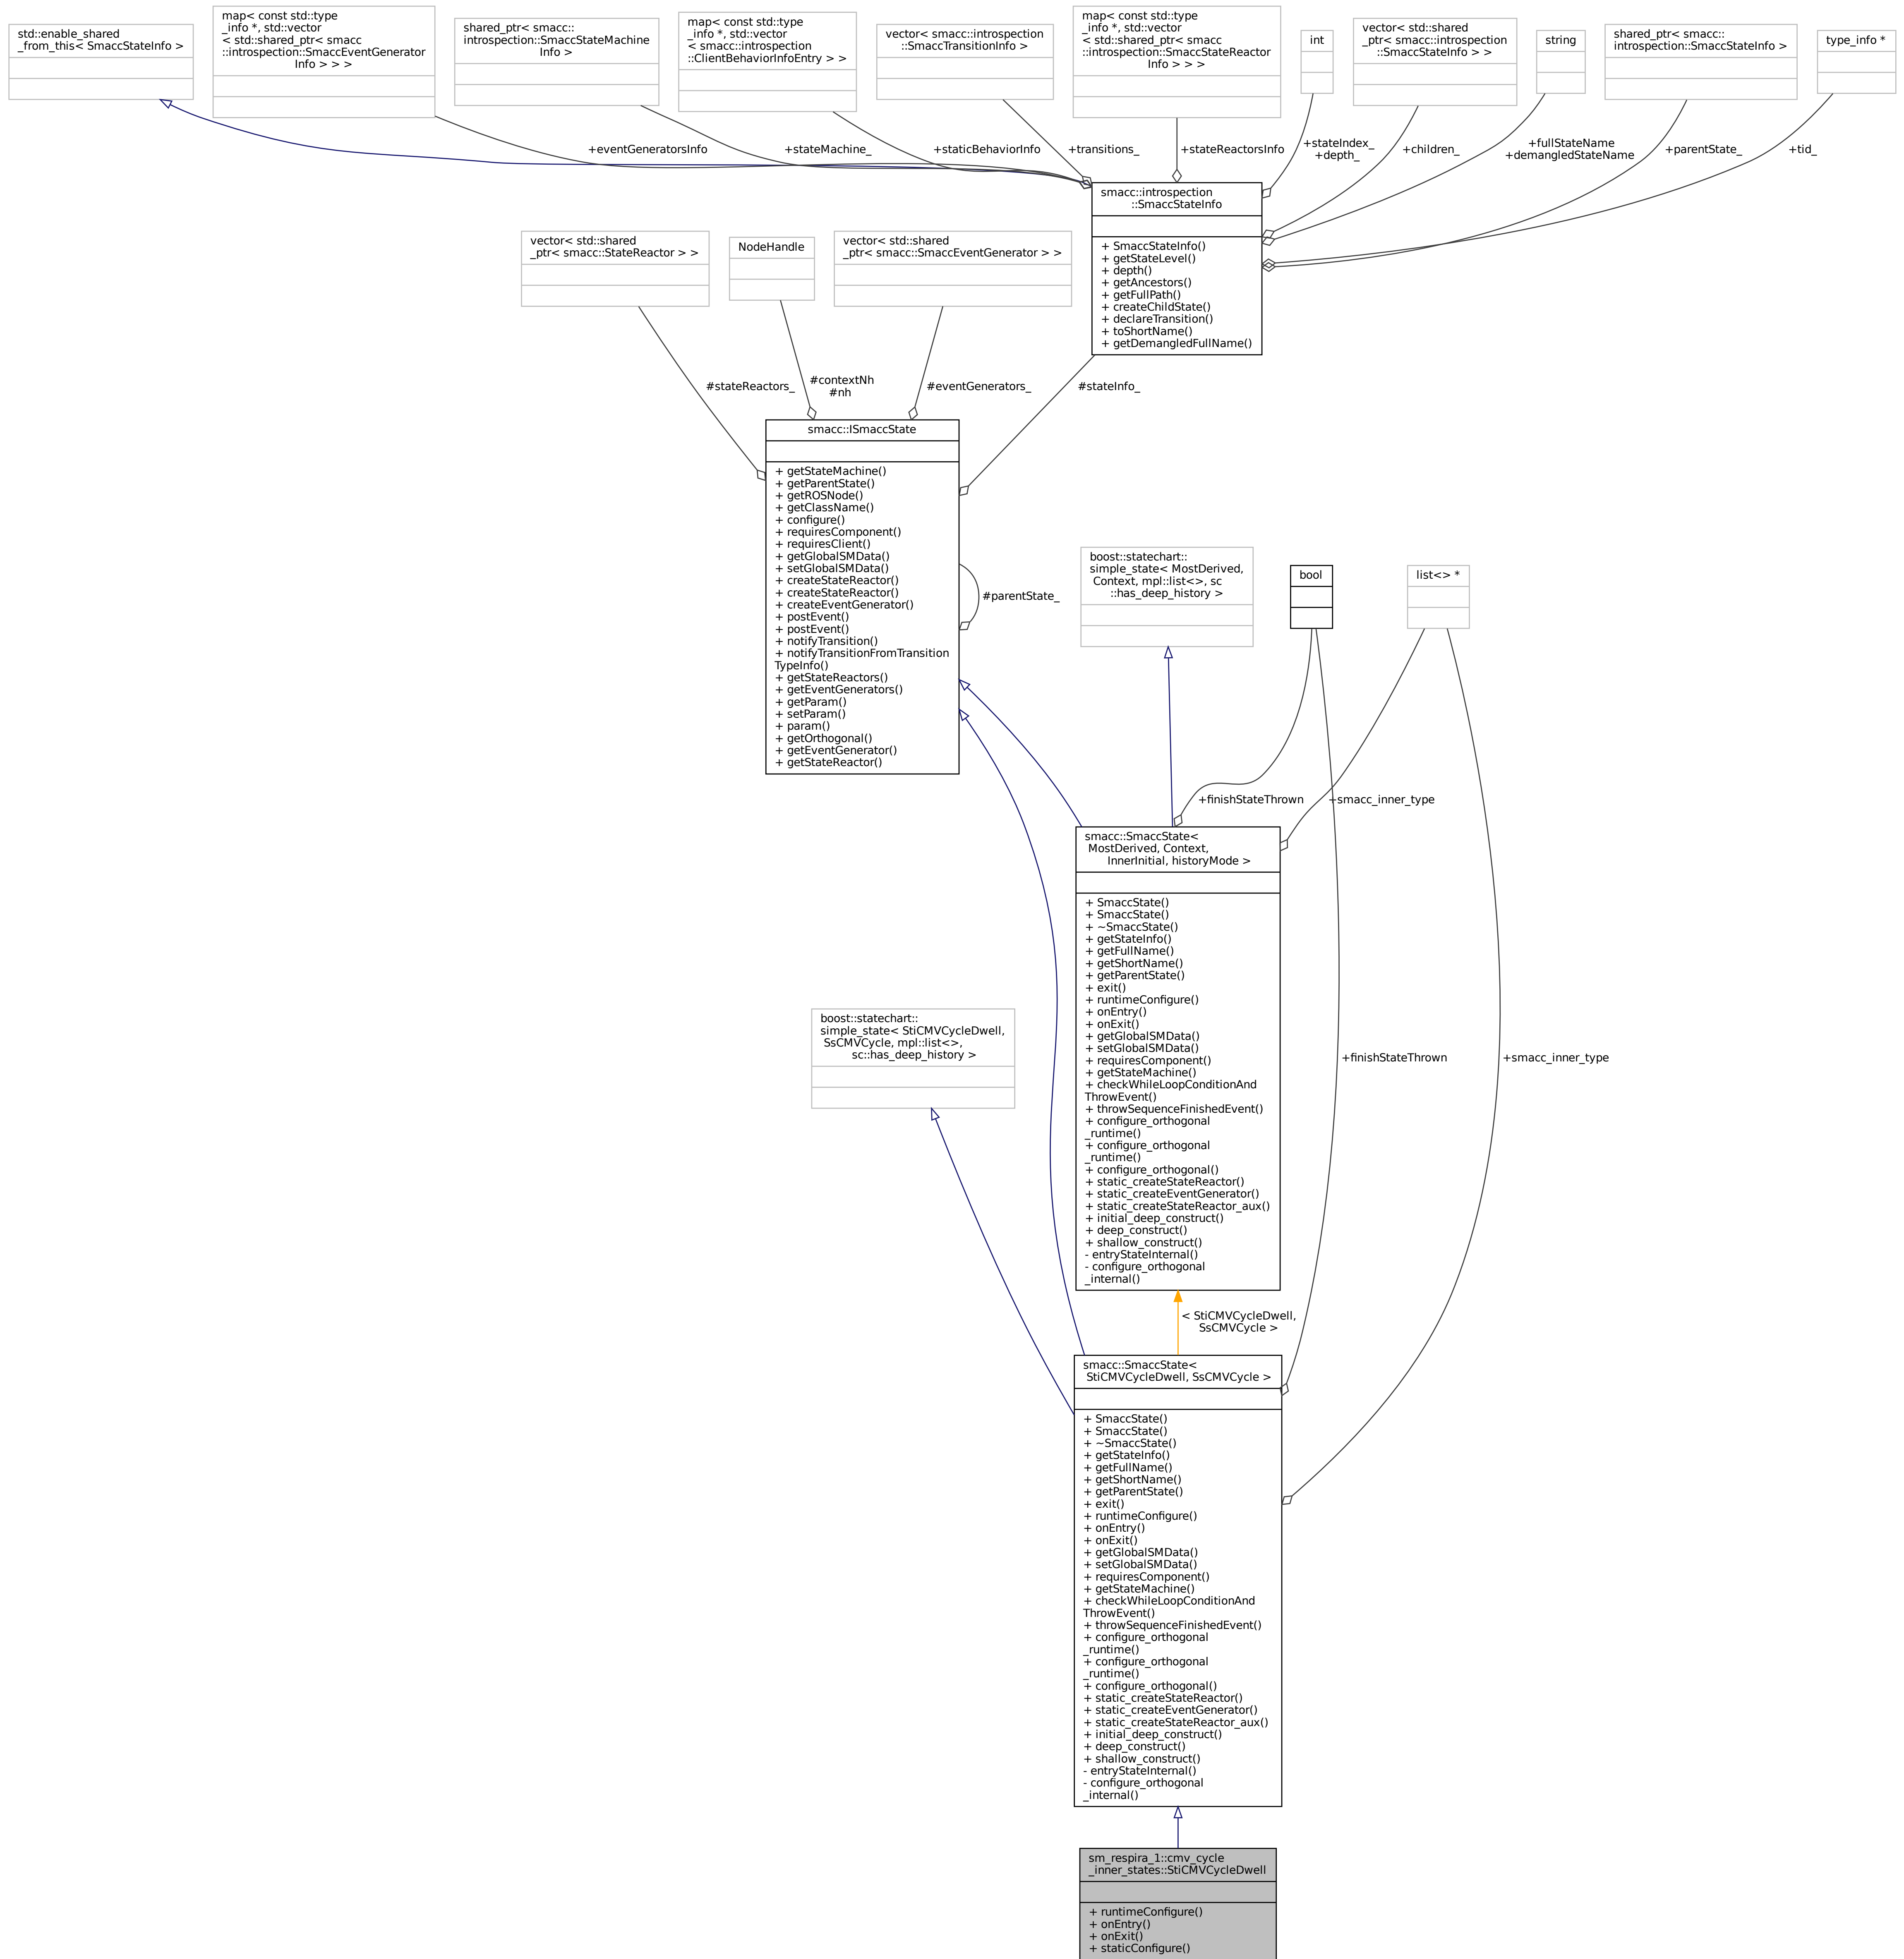 std::enable_shared
_from_this< SmaccStateInfo >
map< const std::type
_info *, std::vector
< std::shared_ptr< smacc
::introspection::SmaccEventGenerator
Info > > >
shared_ptr< smacc::
introspection::SmaccStateMachine
Info >
map< const std::type
_info *, std::vector
< smacc::introspection
::ClientBehaviorInfoEntry > >
vector< smacc::introspection
::SmaccTransitionInfo >
map< const std::type
_info *, std::vector
< std::shared_ptr< smacc
::introspection::SmaccStateReactor
Info > > >
int
vector< std::shared
_ptr< smacc::introspection
::SmaccStateInfo > >
string
shared_ptr< smacc::
introspection::SmaccStateInfo >
type_info *
+eventGeneratorsInfo
+stateMachine_
+staticBehaviorInfo
+transitions_
+stateReactorsInfo
+stateIndex_
+depth_
+children_
+fullStateName
+demangledStateName
+parentState_
+tid_
smacc::introspection
::SmaccStateInfo
+ SmaccStateInfo()
+ getStateLevel()
+ depth()
+ getAncestors()
+ getFullPath()
+ createChildState()
+ declareTransition()
+ toShortName()
+ getDemangledFullName()
vector< std::shared
_ptr< smacc::StateReactor > >
NodeHandle
vector< std::shared
_ptr< smacc::SmaccEventGenerator > >
#stateReactors_
#contextNh
#nh
#eventGenerators_
#stateInfo_
smacc::ISmaccState
+ getStateMachine()
+ getParentState()
+ getROSNode()
+ getClassName()
+ configure()
+ requiresComponent()
+ requiresClient()
+ getGlobalSMData()
+ setGlobalSMData()
+ createStateReactor()
+ createStateReactor()
+ createEventGenerator()
+ postEvent()
+ postEvent()
+ notifyTransition()
+ notifyTransitionFromTransition
TypeInfo()
+ getStateReactors()
+ getEventGenerators()
+ getParam()
+ setParam()
+ param()
+ getOrthogonal()
+ getEventGenerator()
+ getStateReactor()
#parentState_
boost::statechart::
simple_state< MostDerived,
Context, mpl::list<>, sc
::has_deep_history >
bool
list<> *
+finishStateThrown
+smacc_inner_type
smacc::SmaccState<
MostDerived, Context,
InnerInitial, historyMode >
+ SmaccState()
+ SmaccState()
+ ~SmaccState()
+ getStateInfo()
+ getFullName()
+ getShortName()
+ getParentState()
+ exit()
+ runtimeConfigure()
+ onEntry()
+ onExit()
+ getGlobalSMData()
+ setGlobalSMData()
+ requiresComponent()
+ getStateMachine()
+ checkWhileLoopConditionAnd
ThrowEvent()
+ throwSequenceFinishedEvent()
+ configure_orthogonal
_runtime()
+ configure_orthogonal
_runtime()
+ configure_orthogonal()
+ static_createStateReactor()
+ static_createEventGenerator()
+ static_createStateReactor_aux()
+ initial_deep_construct()
+ deep_construct()
+ shallow_construct()
- entryStateInternal()
- configure_orthogonal
_internal()
boost::statechart::
simple_state< StiCMVCycleDwell,
SsCMVCycle, mpl::list<>,
sc::has_deep_history >
+finishStateThrown
+smacc_inner_type
< StiCMVCycleDwell,
SsCMVCycle >
smacc::SmaccState<
StiCMVCycleDwell, SsCMVCycle >
+ SmaccState()
+ SmaccState()
+ ~SmaccState()
+ getStateInfo()
+ getFullName()
+ getShortName()
+ getParentState()
+ exit()
+ runtimeConfigure()
+ onEntry()
+ onExit()
+ getGlobalSMData()
+ setGlobalSMData()
+ requiresComponent()
+ getStateMachine()
+ checkWhileLoopConditionAnd
ThrowEvent()
+ throwSequenceFinishedEvent()
+ configure_orthogonal
_runtime()
+ configure_orthogonal
_runtime()
+ configure_orthogonal()
+ static_createStateReactor()
+ static_createEventGenerator()
+ static_createStateReactor_aux()
+ initial_deep_construct()
+ deep_construct()
+ shallow_construct()
- entryStateInternal()
- configure_orthogonal
_internal()
sm_respira_1::cmv_cycle
_inner_states::StiCMVCycleDwell
+ runtimeConfigure()
+ onEntry()
+ onExit()
+ staticConfigure()